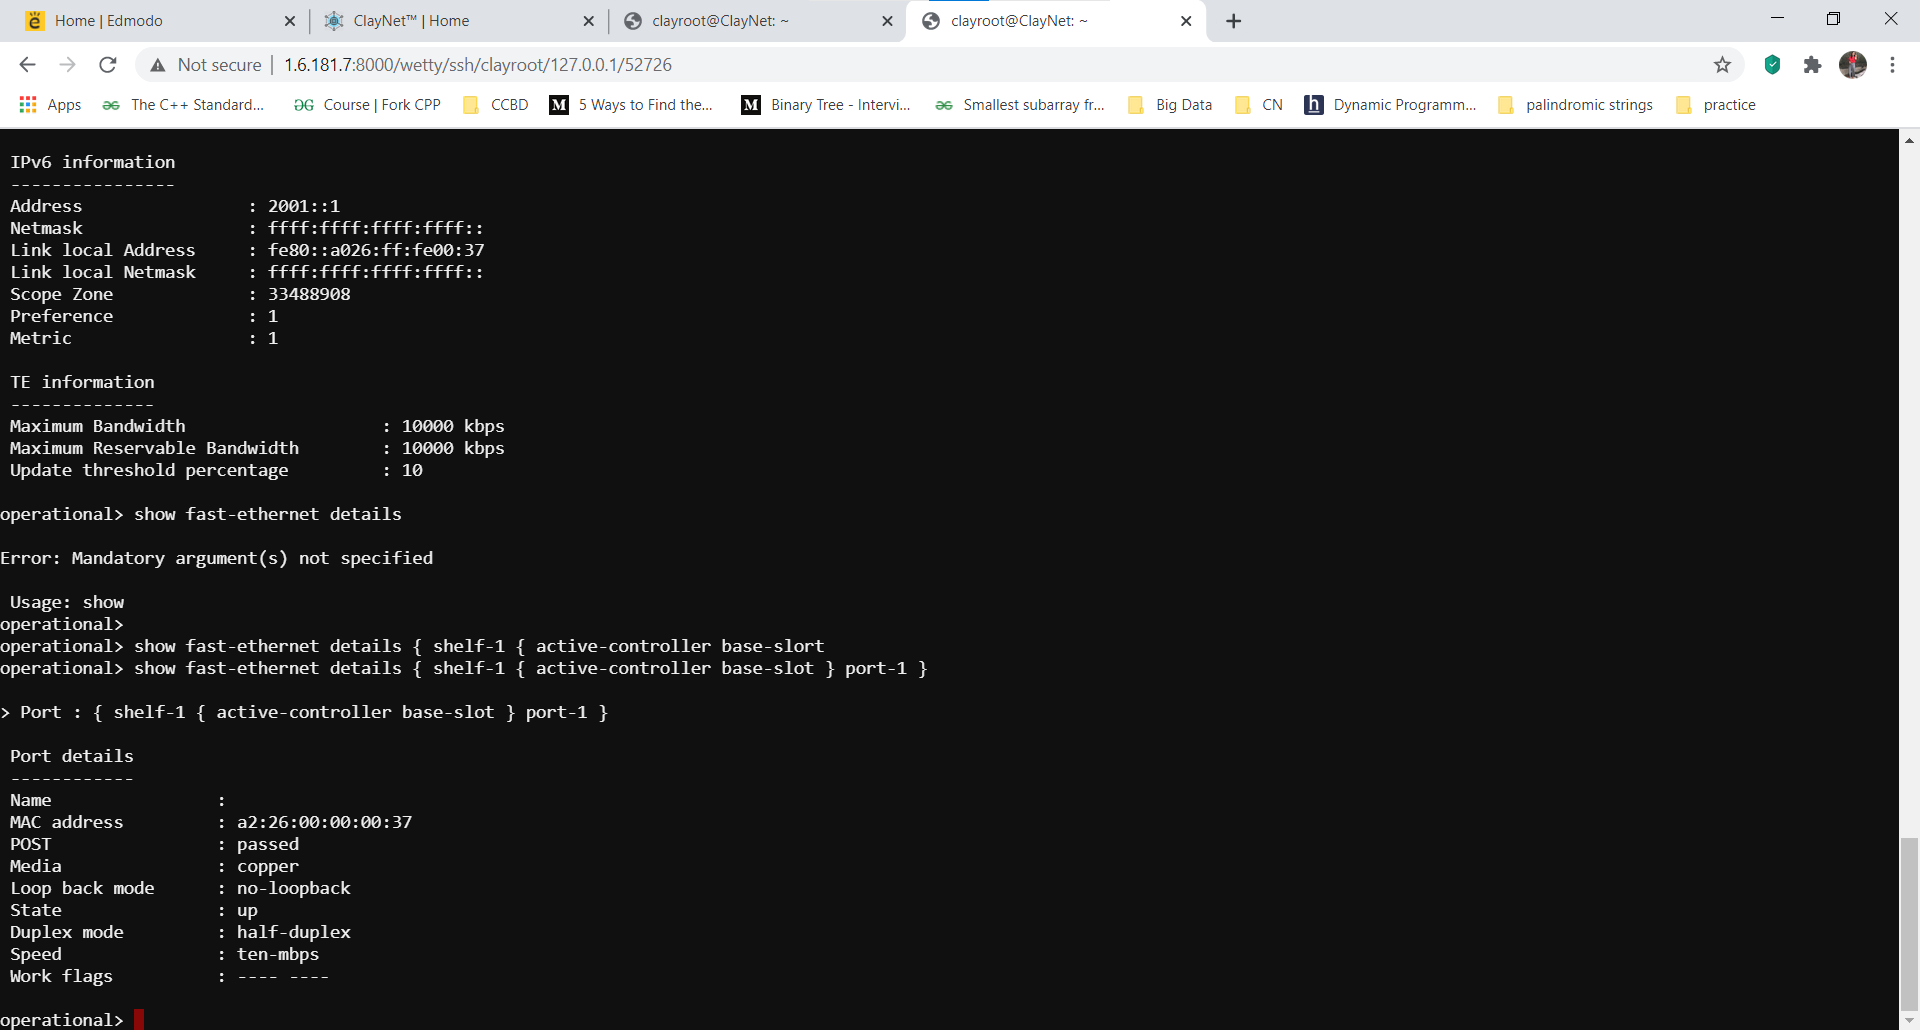 Home | Edmodo
ClayNet™ | Home
clayroot@ClayNet: ~
clayroot@ClayNet: ~
Not secure | 1.6.181.7:8000/wetty/ssh/clayroot/127.0.0.1/52726
Apps
The C++ Standard...
Course | Fork CPP
CCBD
5 Ways to Find the...
Binary Tree - Intervi...
Smallest subarray fr...
Big Data
CN
Dynamic Programm...
palindromic strings
practice
IPv6 information
----------------
Address : 2001::1
Netmask : ffff:ffff:ffff:ffff::
Link local Address : fe80::a026:ff:fe00:37
Link local Netmask : ffff:ffff:ffff:ffff::
Scope Zone : 33488908
Preference : 1
Metric : 1
TE information
--------------
Maximum Bandwidth : 10000 kbps
Maximum Reservable Bandwidth : 10000 kbps
Update threshold percentage : 10
operational> show fast-ethernet details
Error: Mandatory argument(s) not specified
Usage: show
operational>
operational> show fast-ethernet details { shelf-1 { active-controller base-slort
operational> show fast-ethernet details { shelf-1 { active-controller base-slot } port-1 }
> Port : { shelf-1 { active-controller base-slot } port-1 }
Port details
------------
Name :
MAC address : a2:26:00:00:00:37
POST : passed
Media : copper
Loop back mode : no-loopback
State : up
Duplex mode : half-duplex
Speed : ten-mbps
Work flags : ---- ----
operational>